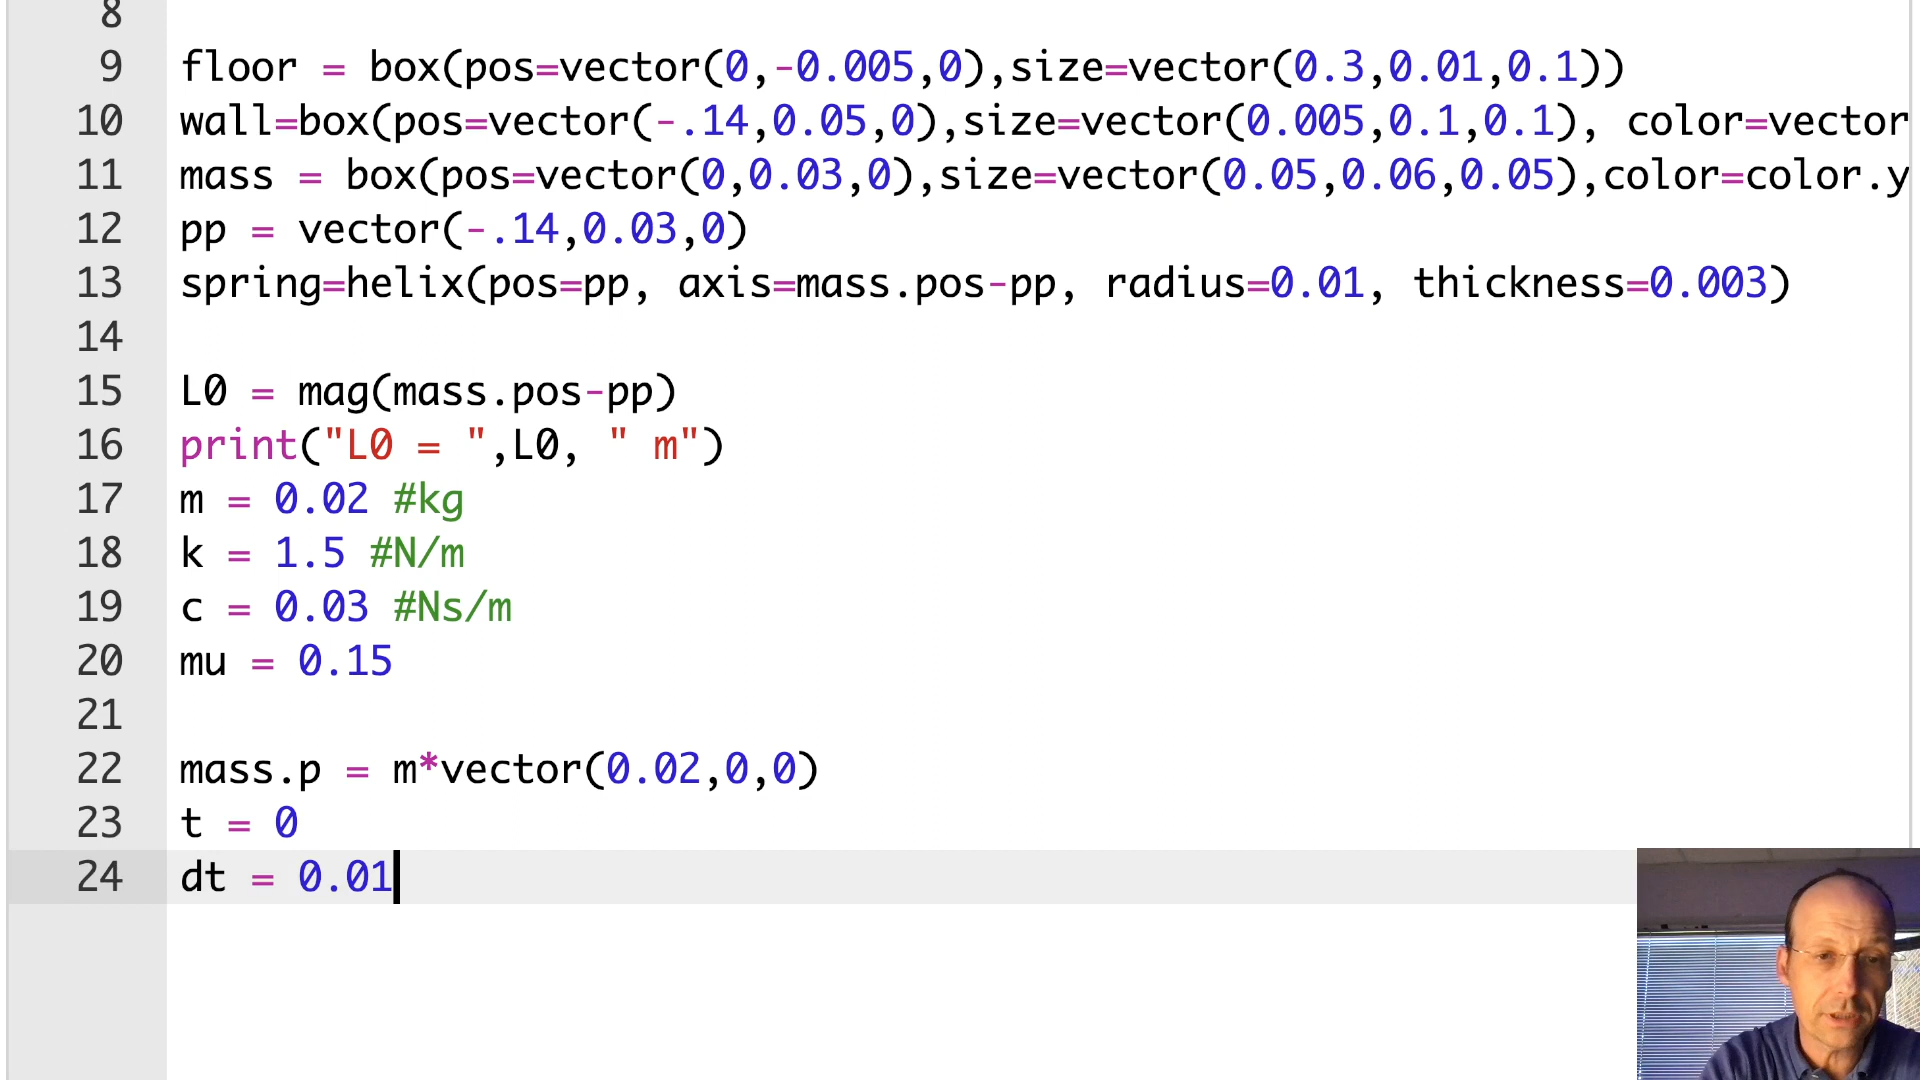 8
9 floor = box(pos=vector(0,-0.005,0),size=vector(0.3,0.01,0.1))
10 wall=box(pos=vector(-.14,0.05,0),size=vector(0.005,0.1,0.1), color=vector
11 mass = box(pos=vector(0,0.03,0),size=vector(0.05,0.06,0.05),color=color.y
12 pp = vector(-.14,0.03,0)
13 spring=helix(pos=pp, axis=mass.pos-pp, radius=0.01, thickness=0.003)
14
15 L0 = mag(mass.pos-pp)
16 print("L0 = ",L0, " m")
17 m = 0.02 #kg
18 k = 1.5 #N/m
19 c = 0.03 #Ns/m
20 mu = 0.15
21
22 mass.p = m*vector(0.02,0,0)
23 t = 0
24 dt = 0.01